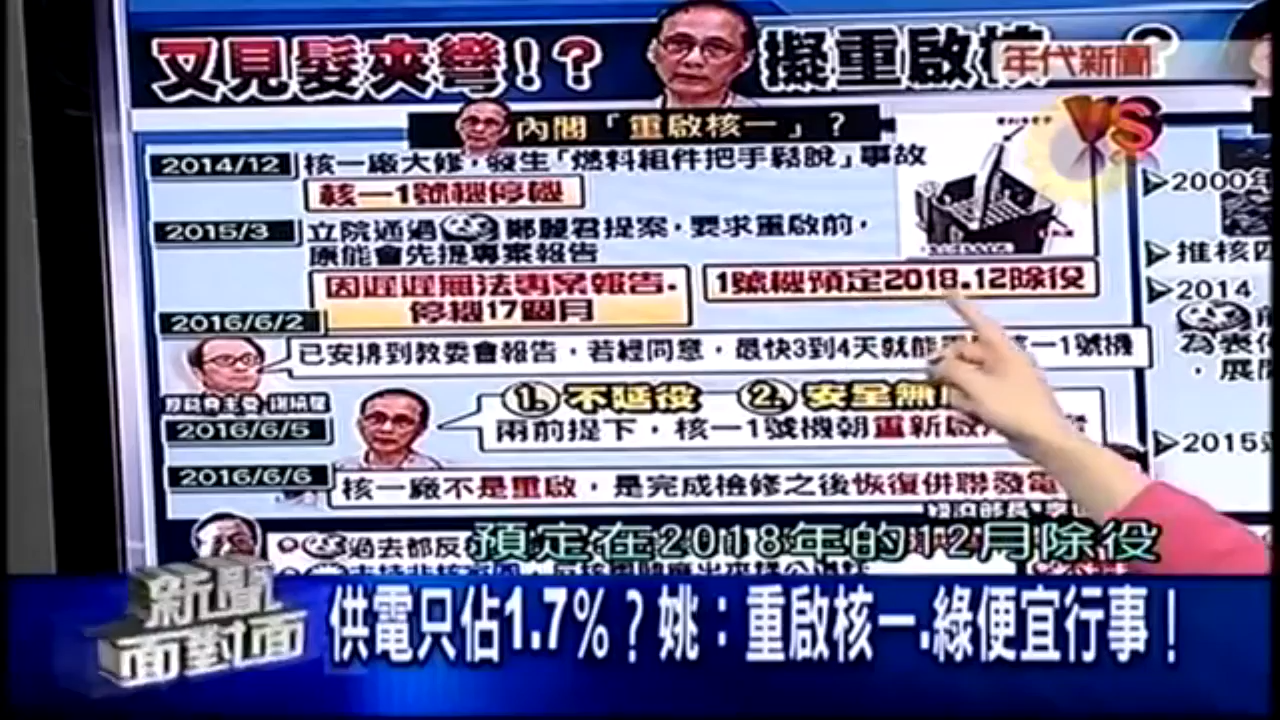 又見髮夾彎!? 擬重啟核
年代新聞
內閣「重啟核一」?
VS
2014/12 核一廠大修,發生「燃料組件把手鬆脫」事故
核一1號機停機
2015/3 立院通過 鄭麗君提案,要求重啟前,
原能會先提專案報告
因遲遲無法專案報告.
停機17個月
1號機預定2018.12除役
2016/6/2
已安排到教委會報告,若經同意,最快3到4天就能 核一1號機
2016/6/5
1. 不延役 2. 安全無
兩前提下,核一1號機朝重新啟
2016/6/6 核一廠不是重啟,是完成檢修之後恢復併聯發電
2000年
推核四
2014
2015
過去都反
預定在2018年的12月除役
新聞面對面
供電只佔1.7%?姚:重啟核一.綠便宜行事!